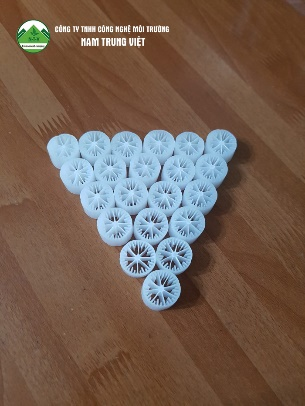 CÔNG TY TNHH CÔNG NGHỆ MÔI TRƯỜNG
NAM TRUNG VIỆT